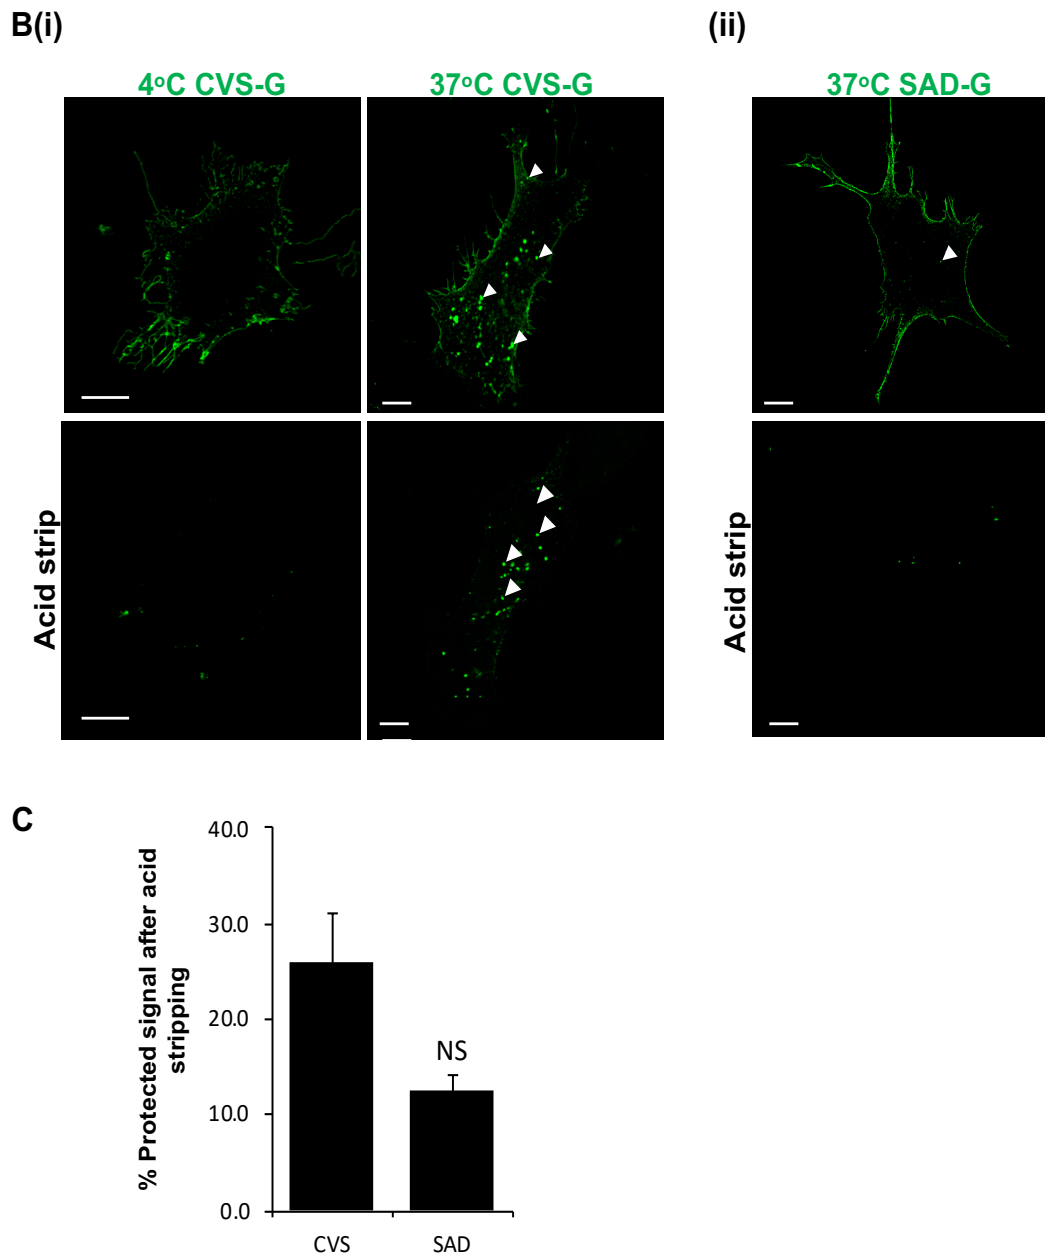 B(i)
(ii)
4ºC CVS-G
37ºC CVS-G
37ºC SAD-G
Acid strip
Acid strip
C
% Protected signal after acid
stripping
40.0
30.0
20.0
10.0
0.0
NS
CVS
SAD